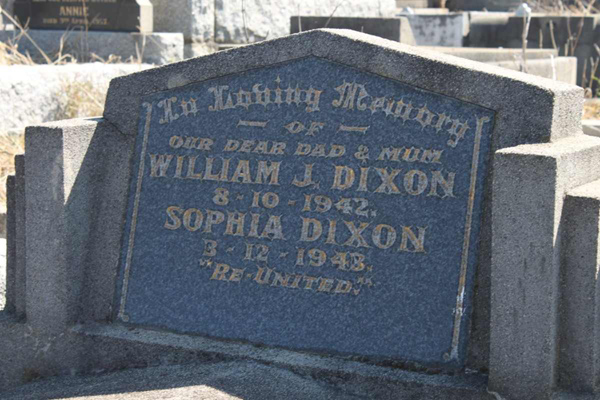 ANNIE
In Loving Memory
— OF —
OUR DEAR DAD & MUM
WILLIAM J. DIXON
8-10-1942.
SOPHIA DIXON
3-12-1943.
"RE-UNITED."